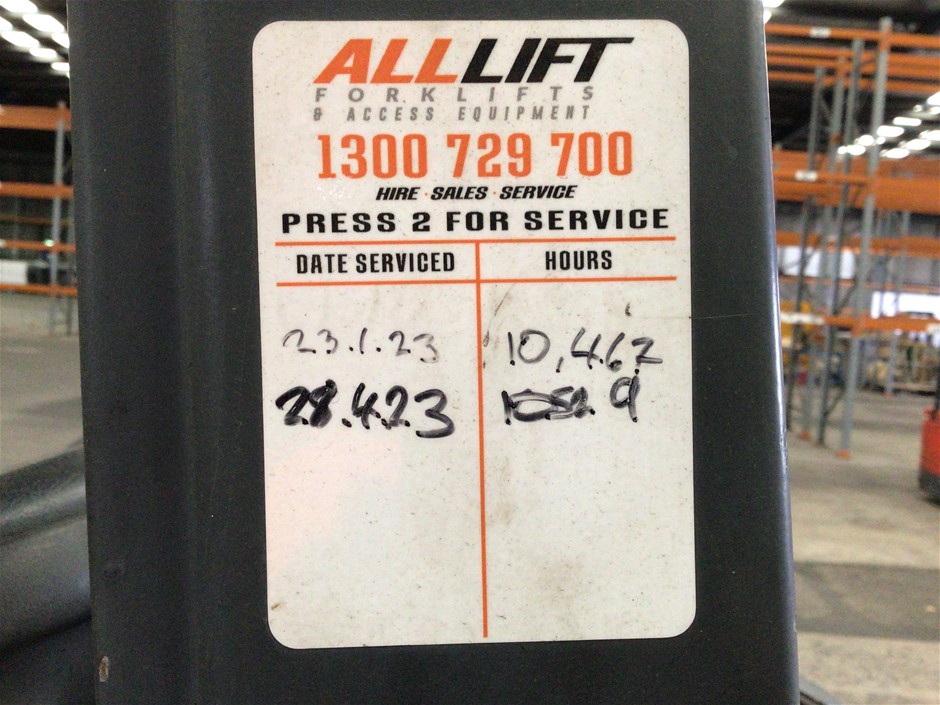 ALLLIFT
FORKLIFTS
& ACCESS EQUIPMENT
1300 729 700
HIRE · SALES · SERVICE
PRESS 2 FOR SERVICE
DATE SERVICED HOURS
23.1.23 10,462
28.4.23